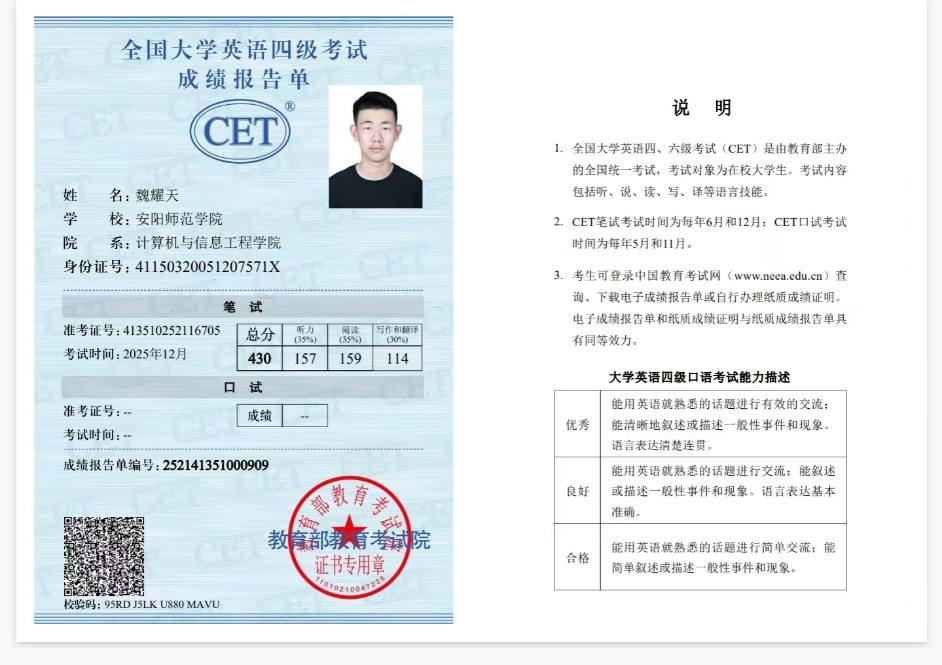 全国大学英语四级考试
成绩报告单
CET®
姓 名：魏耀天
学 校：安阳师范学院
院 系：计算机与信息工程学院
身份证号：41150320051207571X
笔 试
准考证号：413510252116705
考试时间：2025年12月
总分 听力(35%) 阅读(35%) 写作和翻译(30%)
430 157 159 114
口 试
准考证号：--
考试时间：--
成绩 --
成绩报告单编号：252141351000909
教育部教育考试院
教育部教育考试院
证书专用章
11010210047228
校验码：95RD J5LK U880 MAVU
说 明
1. 全国大学英语四、六级考试（CET）是由教育部主办
的全国统一考试，考试对象为在校大学生。考试内容
包括听、说、读、写、译等语言技能。
2. CET笔试考试时间为每年6月和12月；CET口试考试
时间为每年5月和11月。
3. 考生可登录中国教育考试网（www.neea.edu.cn）查
询、下载电子成绩报告单或自行办理纸质成绩证明。
电子成绩报告单和纸质成绩证明与纸质成绩报告单具
有同等效力。
大学英语四级口语考试能力描述
优秀
能用英语就熟悉的话题进行有效的交流；
能清晰地叙述或描述一般性事件和现象。
语言表达清楚连贯。
良好
能用英语就熟悉的话题进行交流；能叙述
或描述一般性事件和现象。语言表达基本
准确。
合格
能用英语就熟悉的话题进行简单交流；能
简单叙述或描述一般性事件和现象。